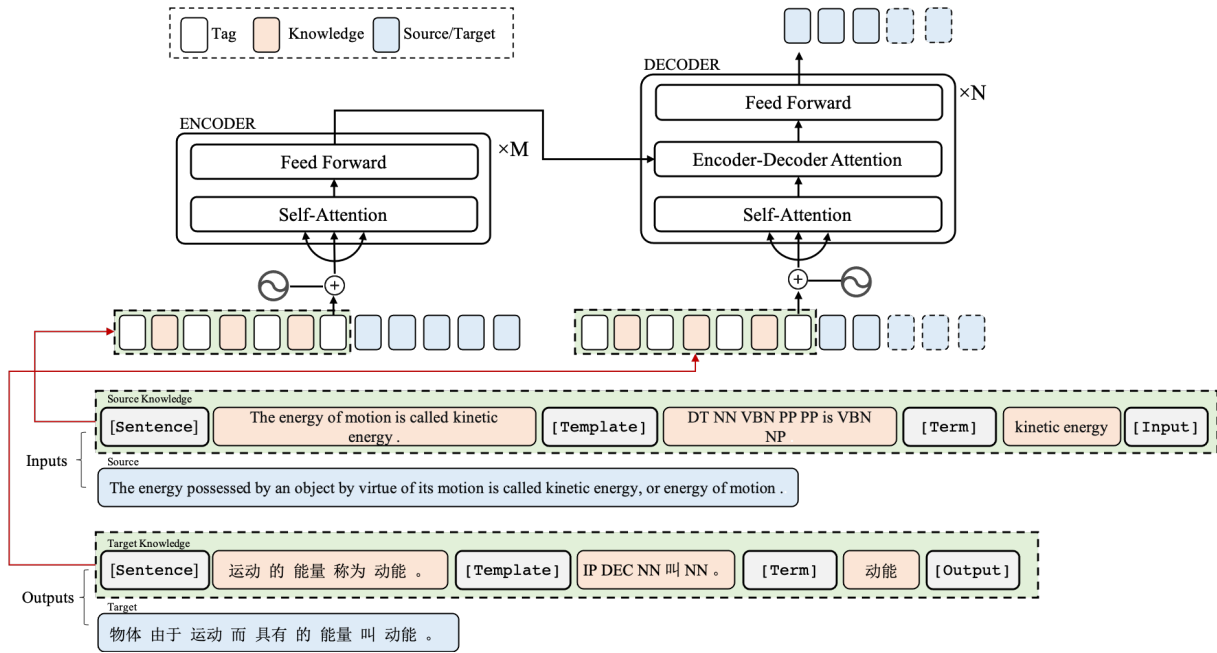 Tag
Knowledge
Source/Target
DECODER
Feed Forward
×N
ENCODER
×M
Feed Forward
Encoder-Decoder Attention
Self-Attention
Self-Attention
+
+
Source Knowledge
[Sentence]
The energy of motion is called kinetic
energy .
[Template]
DT NN VBN PP PP is VBN
NP
[Term]
kinetic energy
[Input]
Inputs
Source
The energy possessed by an object by virtue of its motion is called kinetic energy, or energy of motion .
Target Knowledge
[Sentence]
运动 的 能量 称为 动能 。
[Template]
IP DEC NN 叫 NN 。
[Term]
动能
[Output]
Outputs
Target
物体 由于 运动 而 具有 的 能量 叫 动能 。